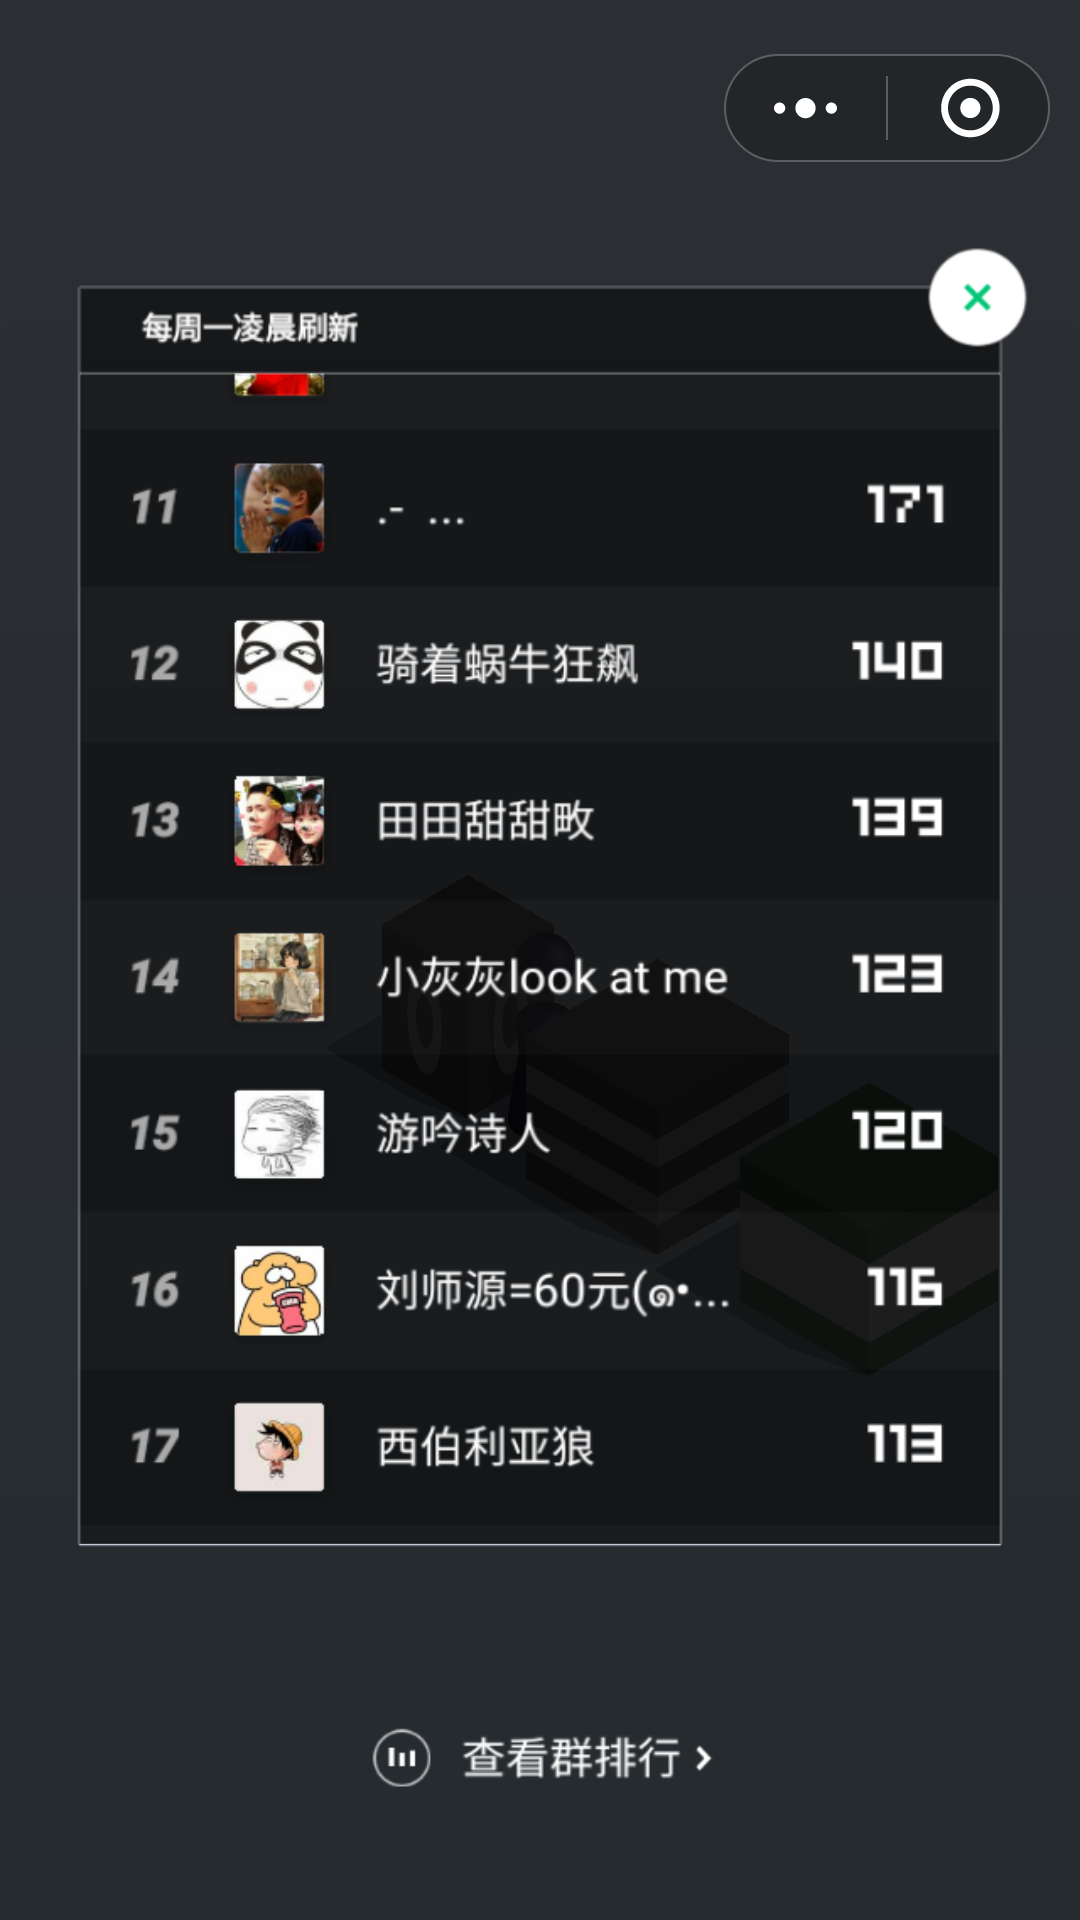 每周一凌晨刷新
11 .- ... 171
12 骑着蜗牛狂飙 140
13 田田甜甜畋 139
14 小灰灰look at me 123
15 游吟诗人 120
16 刘师源=60元(๑•... 116
17 西伯利亚狼 113
查看群排行 >